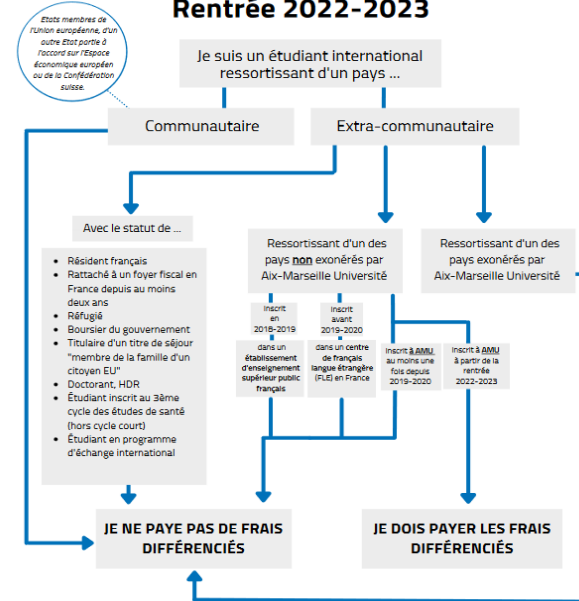 Rentrée 2022-2023
Etats membres de
l'Union européenne, d'un
autre Etat partie à
l'accord sur l'Espace
économique européen
ou de la Confédération
suisse.
Je suis un étudiant international
ressortissant d'un pays ...
Communautaire
Extra-communautaire
Avec le statut de ...
• Résident français
• Rattaché à un foyer fiscal en
France depuis au moins
deux ans
• Réfugié
• Boursier du gouvernement
• Titulaire d'un titre de séjour
"membre de la famille d'un
citoyen EU"
• Doctorant, HDR
• Étudiant inscrit au 3ème
cycle des études de santé
(hors cycle court)
• Étudiant en programme
d'échange international
Ressortissant d'un des
pays non exonérés par
Aix-Marseille Université
Ressortissant d'un des
pays exonérés par
Aix-Marseille Université
Inscrit
en
2018-2019
dans un
établissement
d'enseignement
supérieur public
français
Inscrit
avant
2019-2020
dans un centre
de français
langue étrangère
(FLE) en France
Inscrit à AMU
au moins une
fois depuis
2019-2020
Inscrit à AMU
à partir de la
rentrée
2022-2023
JE NE PAYE PAS DE FRAIS
DIFFÉRENCIÉS
JE DOIS PAYER LES FRAIS
DIFFÉRENCIÉS